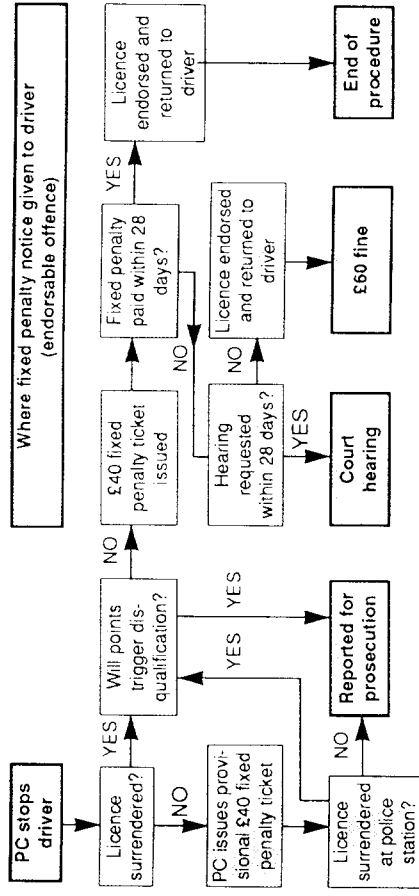 Where fixed penalty notice given to driver
(endorsable offence)
PC stops
driver
Licence
surrendered?
YES
NO
PC issues provi-
sional £40 fixed
penalty ticket
Licence
surrendered
at police
station?
YES
NO
Will points
trigger dis-
qualification?
NO
YES
Reported for
prosecution
£40 fixed
penalty ticket
issued
Fixed penalty
paid within 28
days?
YES
NO
Licence
endorsed and
returned to
driver
End of
procedure
Hearing
requested
within 28 days?
NO
YES
Court
hearing
Licence endorsed
and returned to
driver
£60 fine